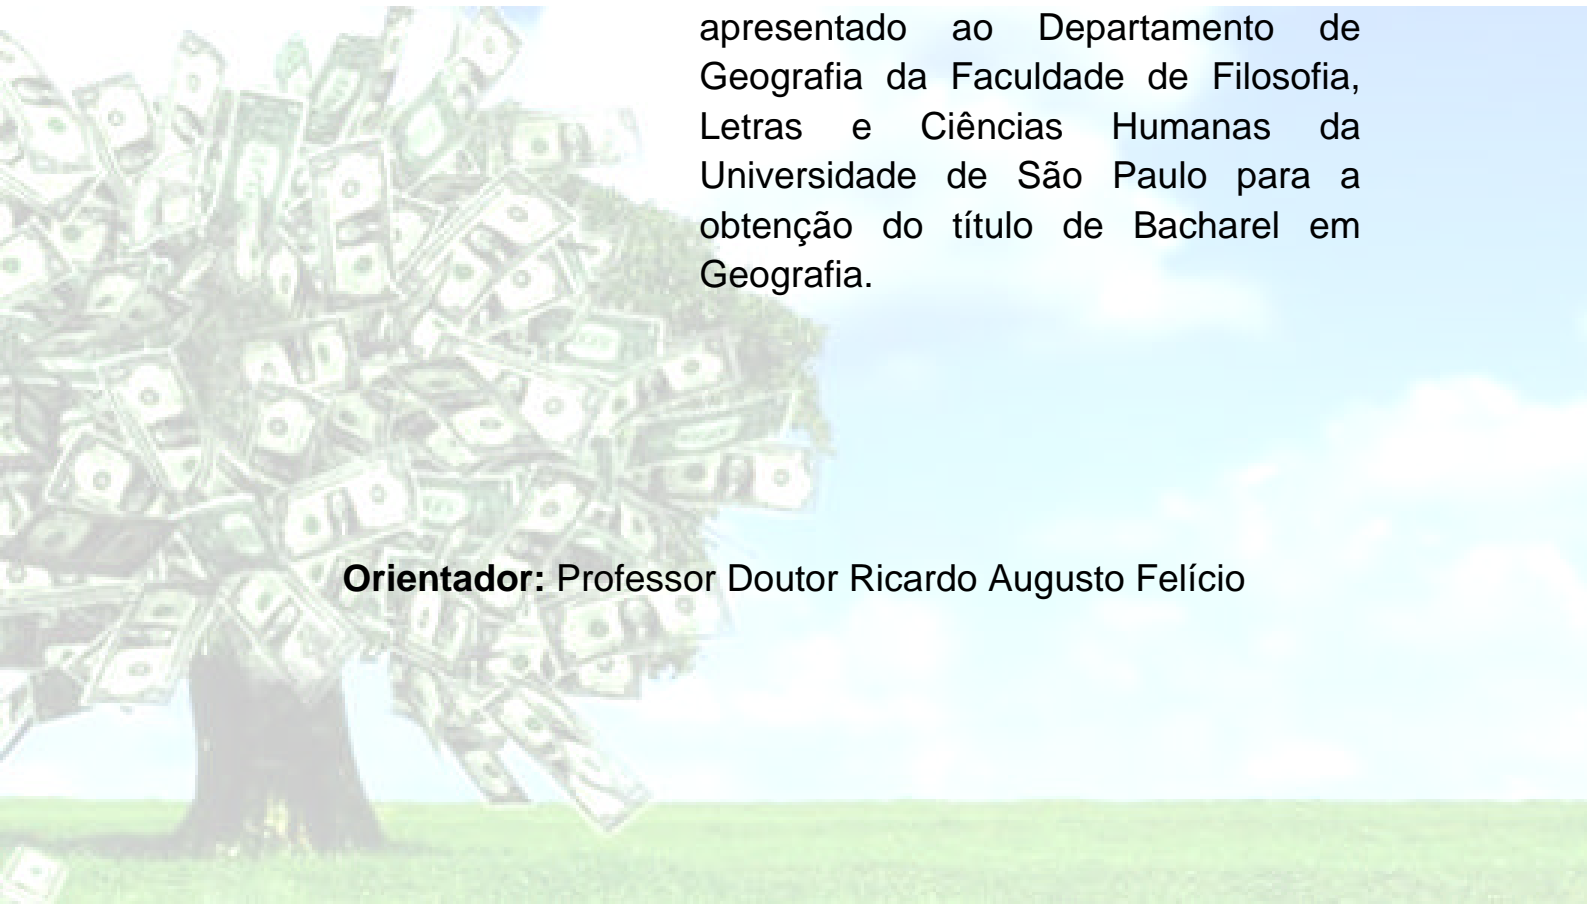 apresentado ao Departamento de
Geografia da Faculdade de Filosofia,
Letras e Ciências Humanas da
Universidade de São Paulo para a
obtenção do título de Bacharel em
Geografia.
Orientador: Professor Doutor Ricardo Augusto Felício